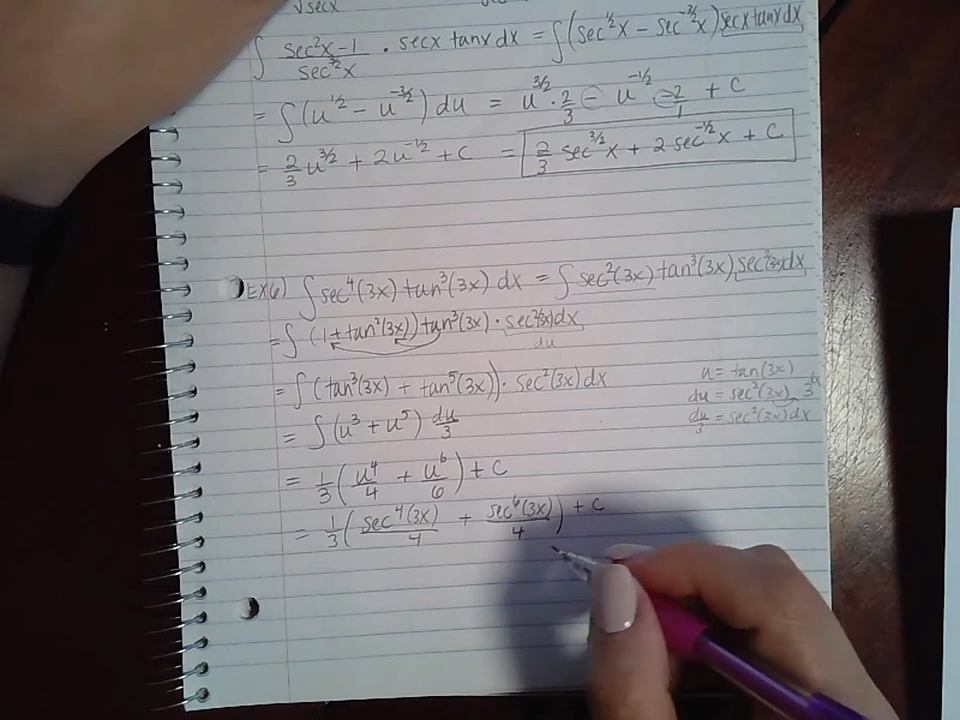 √secx
∫ sec²x-1/sec^3/2 x · secx tanx dx = ∫(sec^1/2 x - sec^-3/2 x) secx tanx dx
= ∫(u^1/2 - u^-3/2) du = u^3/2 · 2/3 - u^-1/2 · -2/1 + C
= 2/3 u^3/2 + 2u^-1/2 + C = 2/3 sec^3/2 x + 2 sec^-1/2 x + C
EX6) ∫sec⁴(3x) tan³(3x) dx = ∫sec²(3x) tan³(3x) sec²(3x)dx
= ∫(1+tan²(3x)) tan³(3x) · sec²(3x)dx
du
= ∫(tan³(3x) + tan⁵(3x)) · sec²(3x) dx
u = tan(3x)
= ∫(u³ + u⁵) du/3
du = sec²(3x) · 3dx
du/3 = sec²(3x)dx
= 1/3(u⁴/4 + u⁶/6) + C
= 1/3(sec⁴(3x)/4 + sec⁶(3x)/4) + C